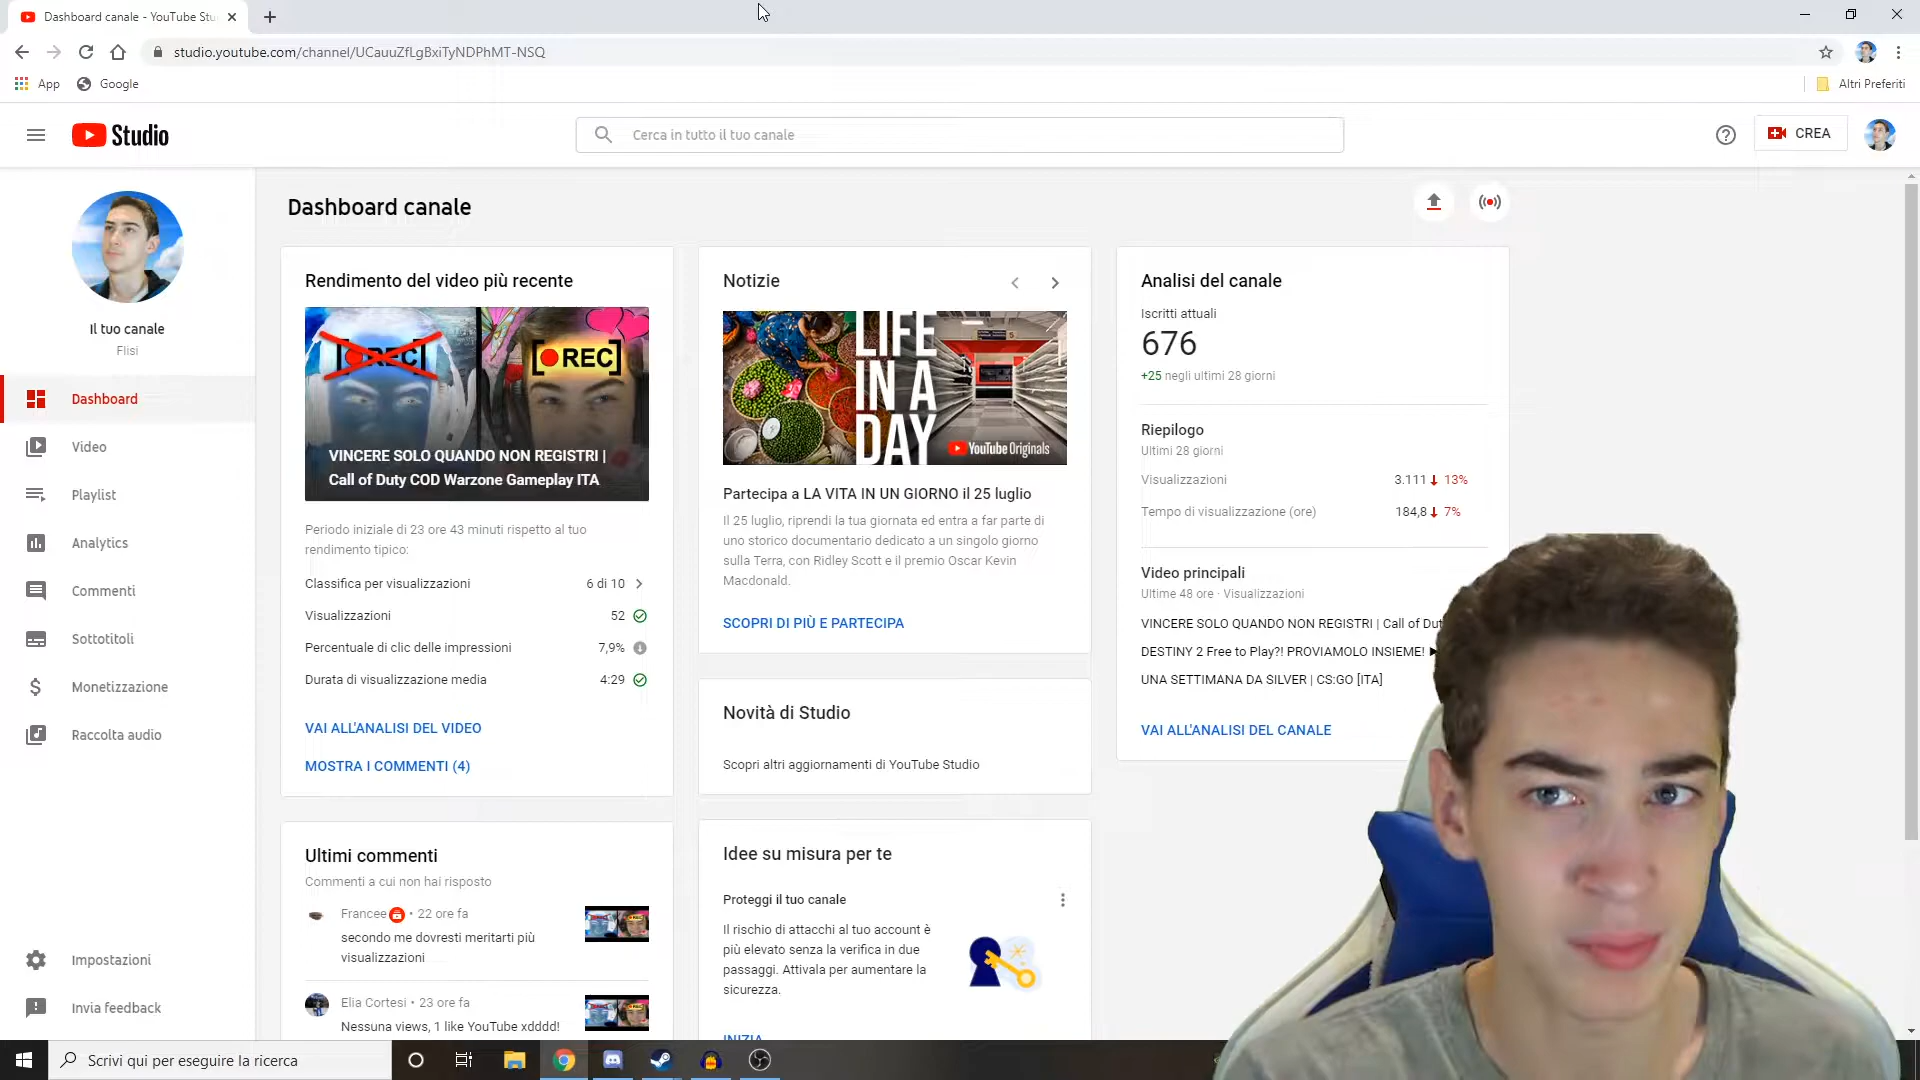 Dashboard canale - YouTube Stu
studio.youtube.com/channel/UCauuZfLgBxiTyNDPhMT-NSQ
App
Google
Altri Preferiti
Studio
Cerca in tutto il tuo canale
CREA
Il tuo canale
Flisi
Dashboard
Video
Playlist
Analytics
Commenti
Sottotitoli
Monetizzazione
Raccolta audio
Impostazioni
Invia feedback
Dashboard canale
Rendimento del video più recente
[REC]
[REC]
VINCERE SOLO QUANDO NON REGISTRI |
Call of Duty COD Warzone Gameplay ITA
Periodo iniziale di 23 ore 43 minuti rispetto al tuo
rendimento tipico:
Classifica per visualizzazioni 6 di 10
Visualizzazioni 52
Percentuale di clic delle impressioni 7,9%
Durata di visualizzazione media 4:29
VAI ALL'ANALISI DEL VIDEO
MOSTRA I COMMENTI (4)
Ultimi commenti
Commenti a cui non hai risposto
Francee • 22 ore fa
secondo me dovresti meritarti più
visualizzazioni
Elia Cortesi • 23 ore fa
Nessuna views, 1 like YouTube xdddd!
Notizie
LIFE
IN A
DAY
YouTube Originals
Partecipa a LA VITA IN UN GIORNO il 25 luglio
Il 25 luglio, riprendi la tua giornata ed entra a far parte di
uno storico documentario dedicato a un singolo giorno
sulla Terra, con Ridley Scott e il premio Oscar Kevin
Macdonald.
SCOPRI DI PIÙ E PARTECIPA
Novità di Studio
Scopri altri aggiornamenti di YouTube Studio
Idee su misura per te
Proteggi il tuo canale
Il rischio di attacchi al tuo account è
più elevato senza la verifica in due
passaggi. Attivala per aumentare la
sicurezza.
INIZIA
Analisi del canale
Iscritti attuali
676
+25 negli ultimi 28 giorni
Riepilogo
Ultimi 28 giorni
Visualizzazioni 3.111 13%
Tempo di visualizzazione (ore) 184,8 7%
Video principali
Ultime 48 ore · Visualizzazioni
VINCERE SOLO QUANDO NON REGISTRI | Call of Dut
DESTINY 2 Free to Play?! PROVIAMOLO INSIEME!
UNA SETTIMANA DA SILVER | CS:GO [ITA]
VAI ALL'ANALISI DEL CANALE
Scrivi qui per eseguire la ricerca